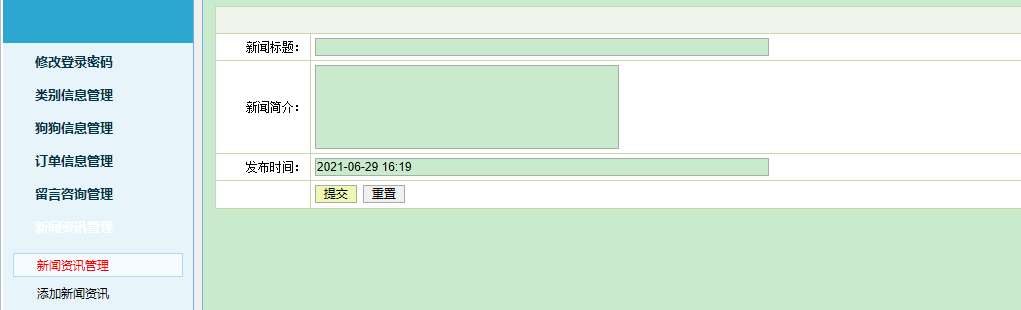 修改登录密码
类别信息管理
狗狗信息管理
订单信息管理
留言咨询管理
新闻资讯管理
新闻资讯管理
添加新闻资讯
新闻标题：
新闻简介：
发布时间： 2021-06-29 16:19
提交 重置